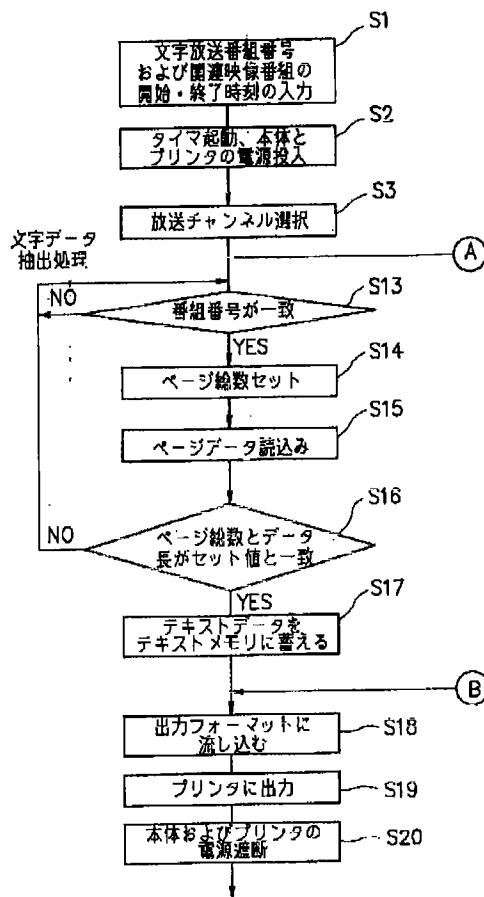 S1
文字放送番組番号
および関連映像番組の
開始・終了時刻の入力
S2
タイマ起動、本体と
プリンタの電源投入
S3
放送チャンネル選択
文字データ
抽出処理
A
NO
S13
番組番号が一致
YES
S14
ページ総数セット
S15
ページデータ読込み
S16
NO
ページ総数とデータ
長がセット値と一致
YES
S17
テキストデータを
テキストメモリに蓄える
B
出力フォーマットに
流し込む
S18
プリンタに出力
S19
本体およびプリンタの
電源遮断
S20